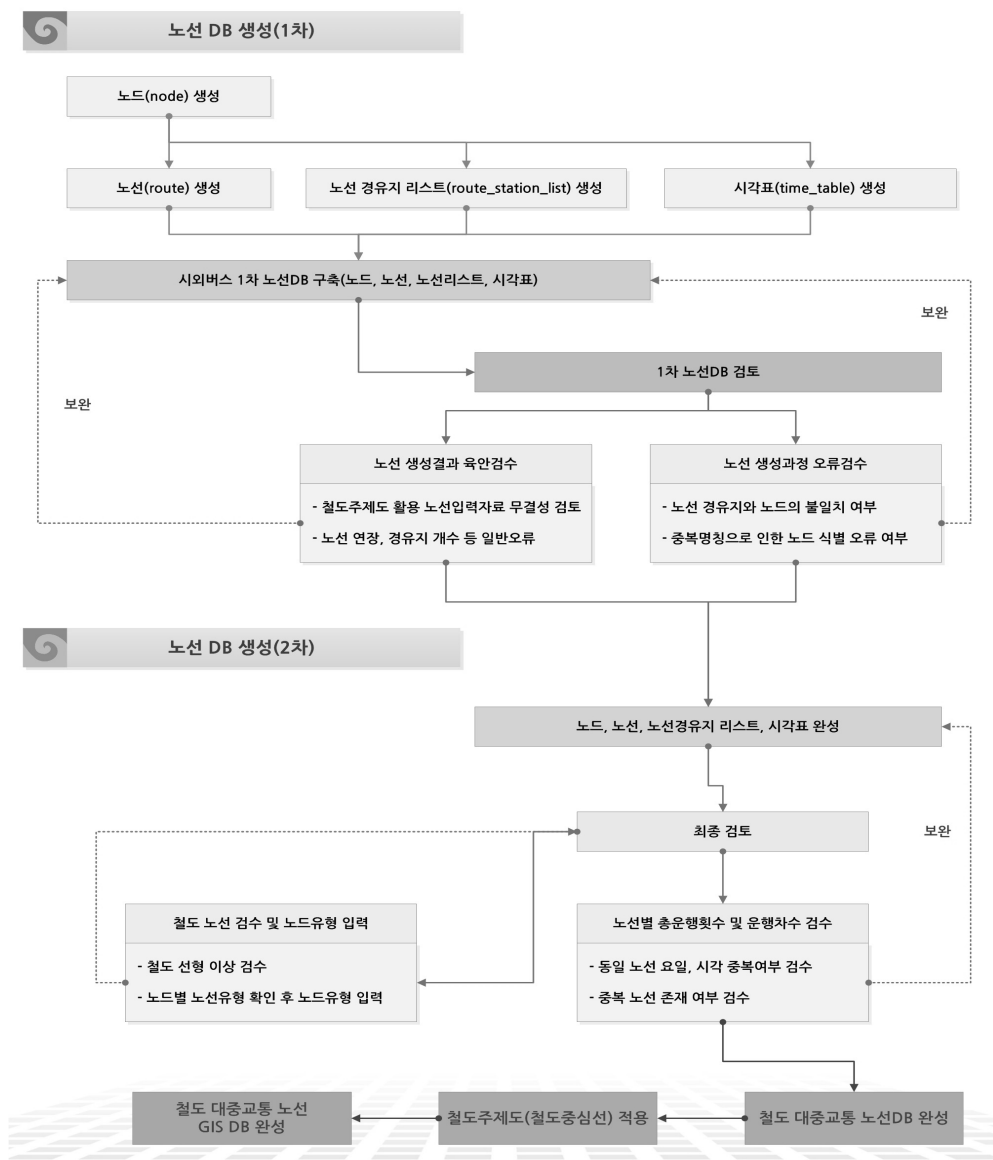 노선 DB 생성(1차)
노드(node) 생성
노선(route) 생성
노선 경유지 리스트(route_station_list) 생성
시각표(time_table) 생성
시외버스 1차 노선DB 구축(노드, 노선, 노선리스트, 시각표)
보완
1차 노선DB 검토
보완
노선 생성결과 육안검수
- 철도주제도 활용 노선입력자료 무결성 검토
- 노선 연장, 경유지 개수 등 일반오류
노선 생성과정 오류검수
- 노선 경유지와 노드의 불일치 여부
- 중복명칭으로 인한 노드 식별 오류 여부
노선 DB 생성(2차)
노드, 노선, 노선경유지 리스트, 시각표 완성
최종 검토
보완
철도 노선 검수 및 노드유형 입력
- 철도 선형 이상 검수
- 노드별 노선유형 확인 후 노드유형 입력
노선별 총운행횟수 및 운행차수 검수
- 동일 노선 요일, 시각 중복여부 검수
- 중복 노선 존재 여부 검수
철도 대중교통 노선
GIS DB 완성
철도주제도(철도중심선) 적용
철도 대중교통 노선DB 완성